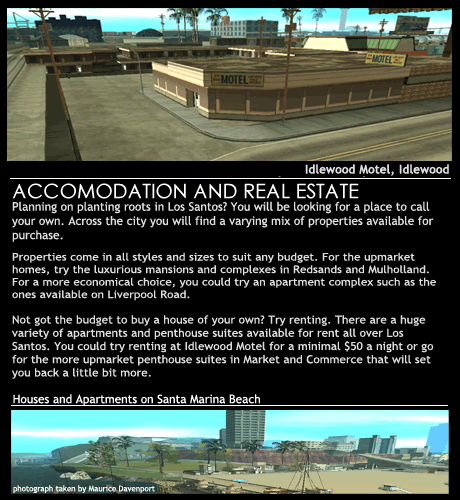 MOTEL
MOTEL
Idlewood Motel, Idlewood
ACCOMODATION AND REAL ESTATE
Planning on planting roots in Los Santos? You will be looking for a place to call
your own. Across the city you will find a varying mix of properties available for
purchase.
Properties come in all styles and sizes to suit any budget. For the upmarket
homes, try the luxurious mansions and complexes in Redsands and Mulholland.
For a more economical choice, you could try an apartment complex such as the
ones available on Liverpool Road.
Not got the budget to buy a house of your own? Try renting. There are a huge
variety of apartments and penthouse suites available for rent all over Los
Santos. You could try renting at Idlewood Motel for a minimal $50 a night or go
for the more upmarket penthouse suites in Market and Commerce that will set
you back a little bit more.
Houses and Apartments on Santa Marina Beach
photograph taken by Maurice Davenport